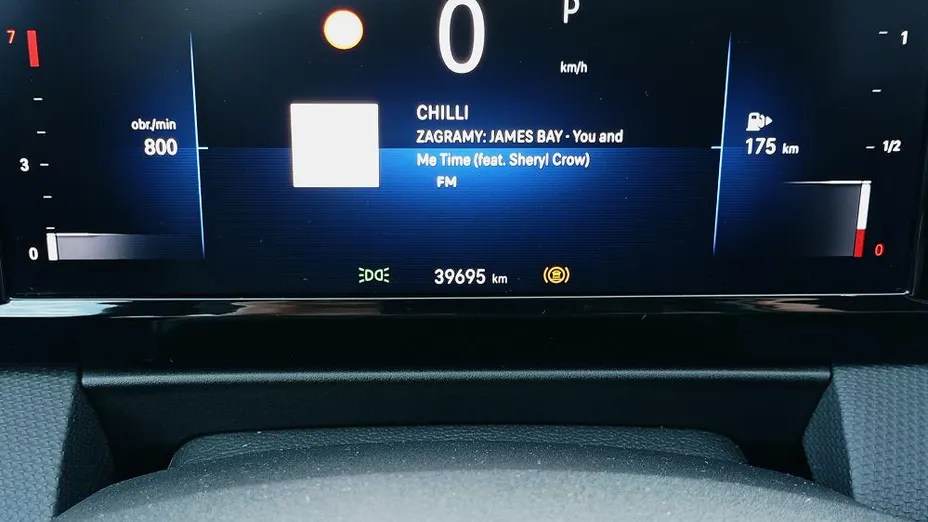 0 P
km/h
7
1
CHILLI
obr./min
800
ZAGRAMY: JAMES BAY - You and
Me Time (feat. Sheryl Crow)
FM
175 km
1/2
3
0
0
39695 km